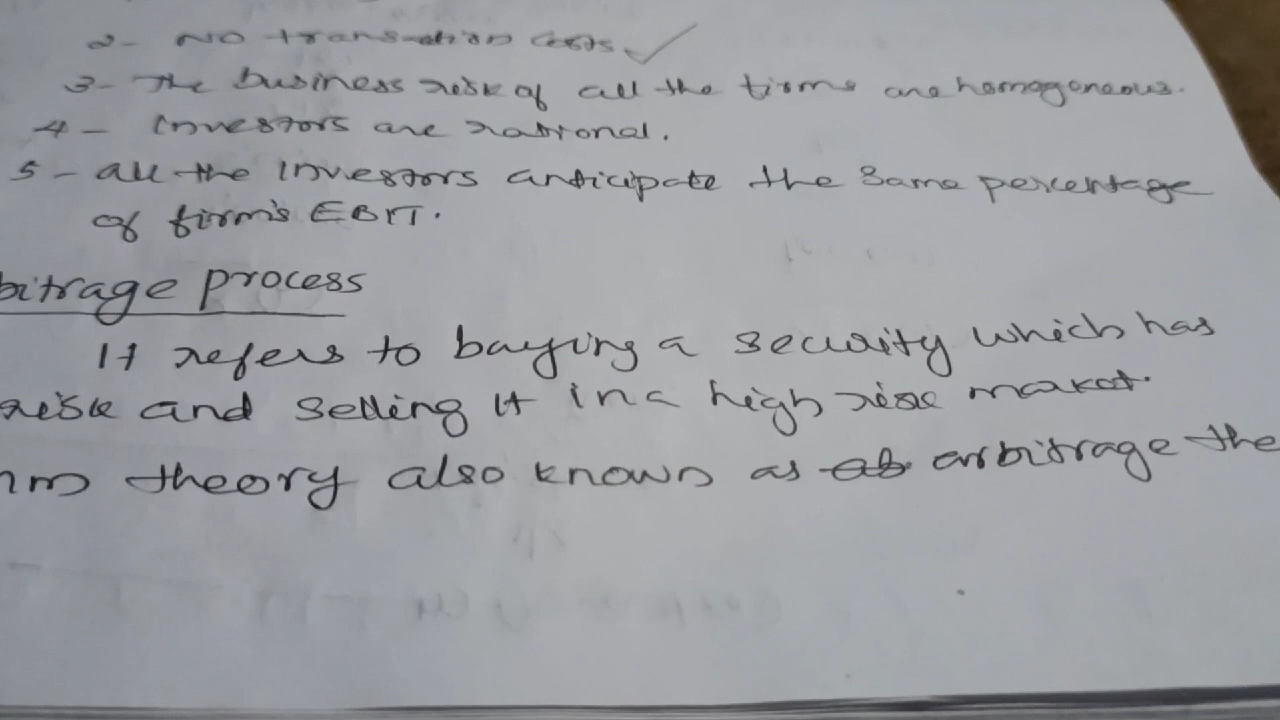 2- No transaction costs. ✓
3- The business risk of all the firms are homogoneous.
4 - Investors are rational.
5 - all the investors anticipate the same percentage
of firm's EBIT.
bitrage process
It refers to buying a security which has
risk and selling it in a high risk market.
theory also known as ab arbitrage the